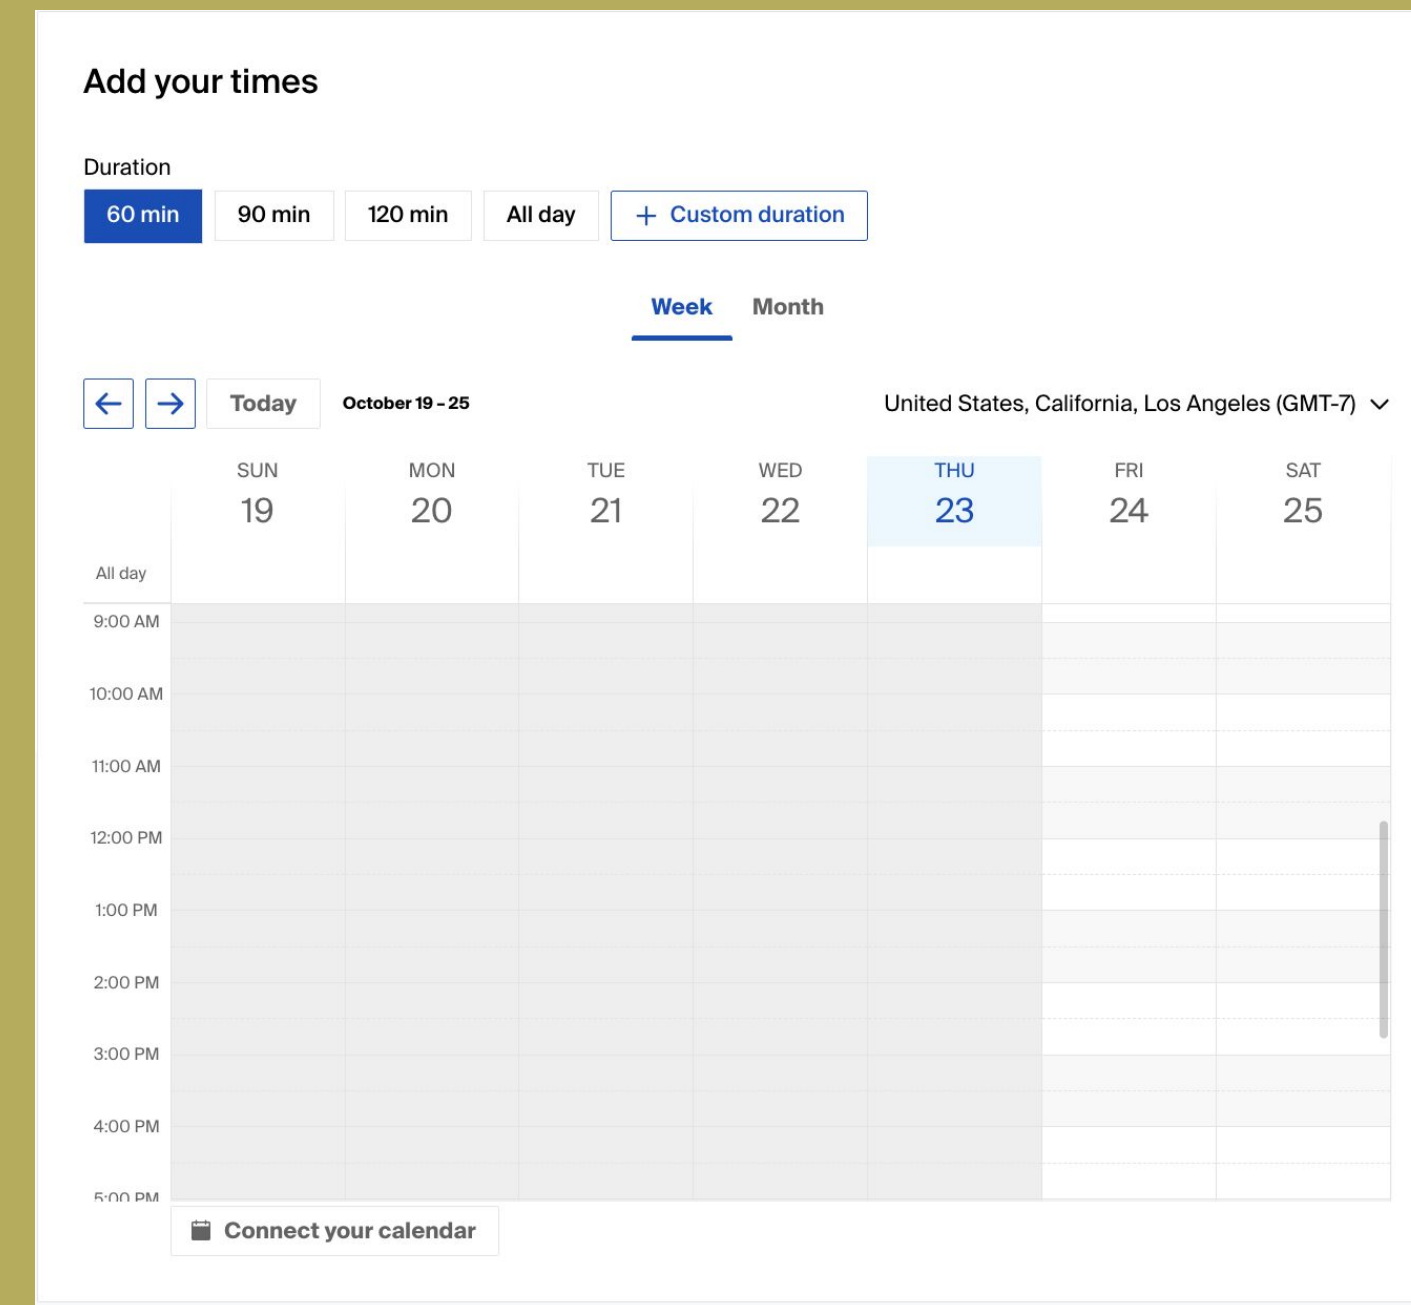 Add your times
Duration
60 min 90 min 120 min All day + Custom duration
Week Month
Today October 19 – 25 United States, California, Los Angeles (GMT-7)
SUN MON TUE WED THU FRI SAT
19 20 21 22 23 24 25
All day
9:00 AM
10:00 AM
11:00 AM
12:00 PM
1:00 PM
2:00 PM
3:00 PM
4:00 PM
5:00 PM
Connect your calendar